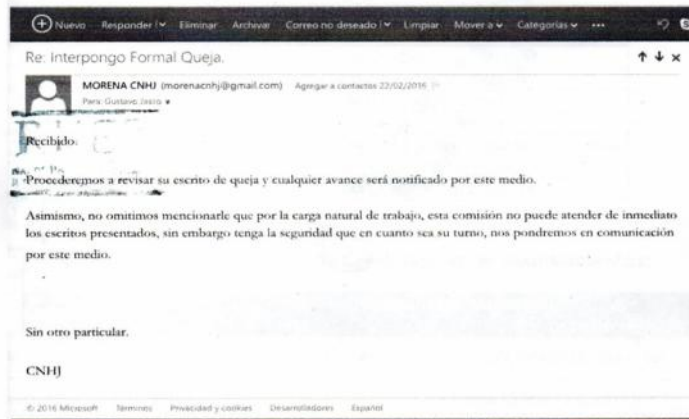 Nuevo Responder Eliminar Archivar Correo no deseado Limpiar Mover a Categorías ...
Re: Interpongo Formal Queja.
MORENA CNHJ (morenacnhj@gmail.com) Agregar a contactos 22/02/2016
Para: Gustavo
Recibido.
Procederemos a revisar su escrito de queja y cualquier avance será notificado por este medio.
Asimismo, no omitimos mencionarle que por la carga natural de trabajo, esta comisión no puede atender de inmediato
los escritos presentados, sin embargo tenga la seguridad que en cuanto sea su turno, nos pondremos en comunicación
por este medio.
Sin otro particular.
CNHJ
© 2016 Microsoft Términos Privacidad y cookies Desarrolladores Español